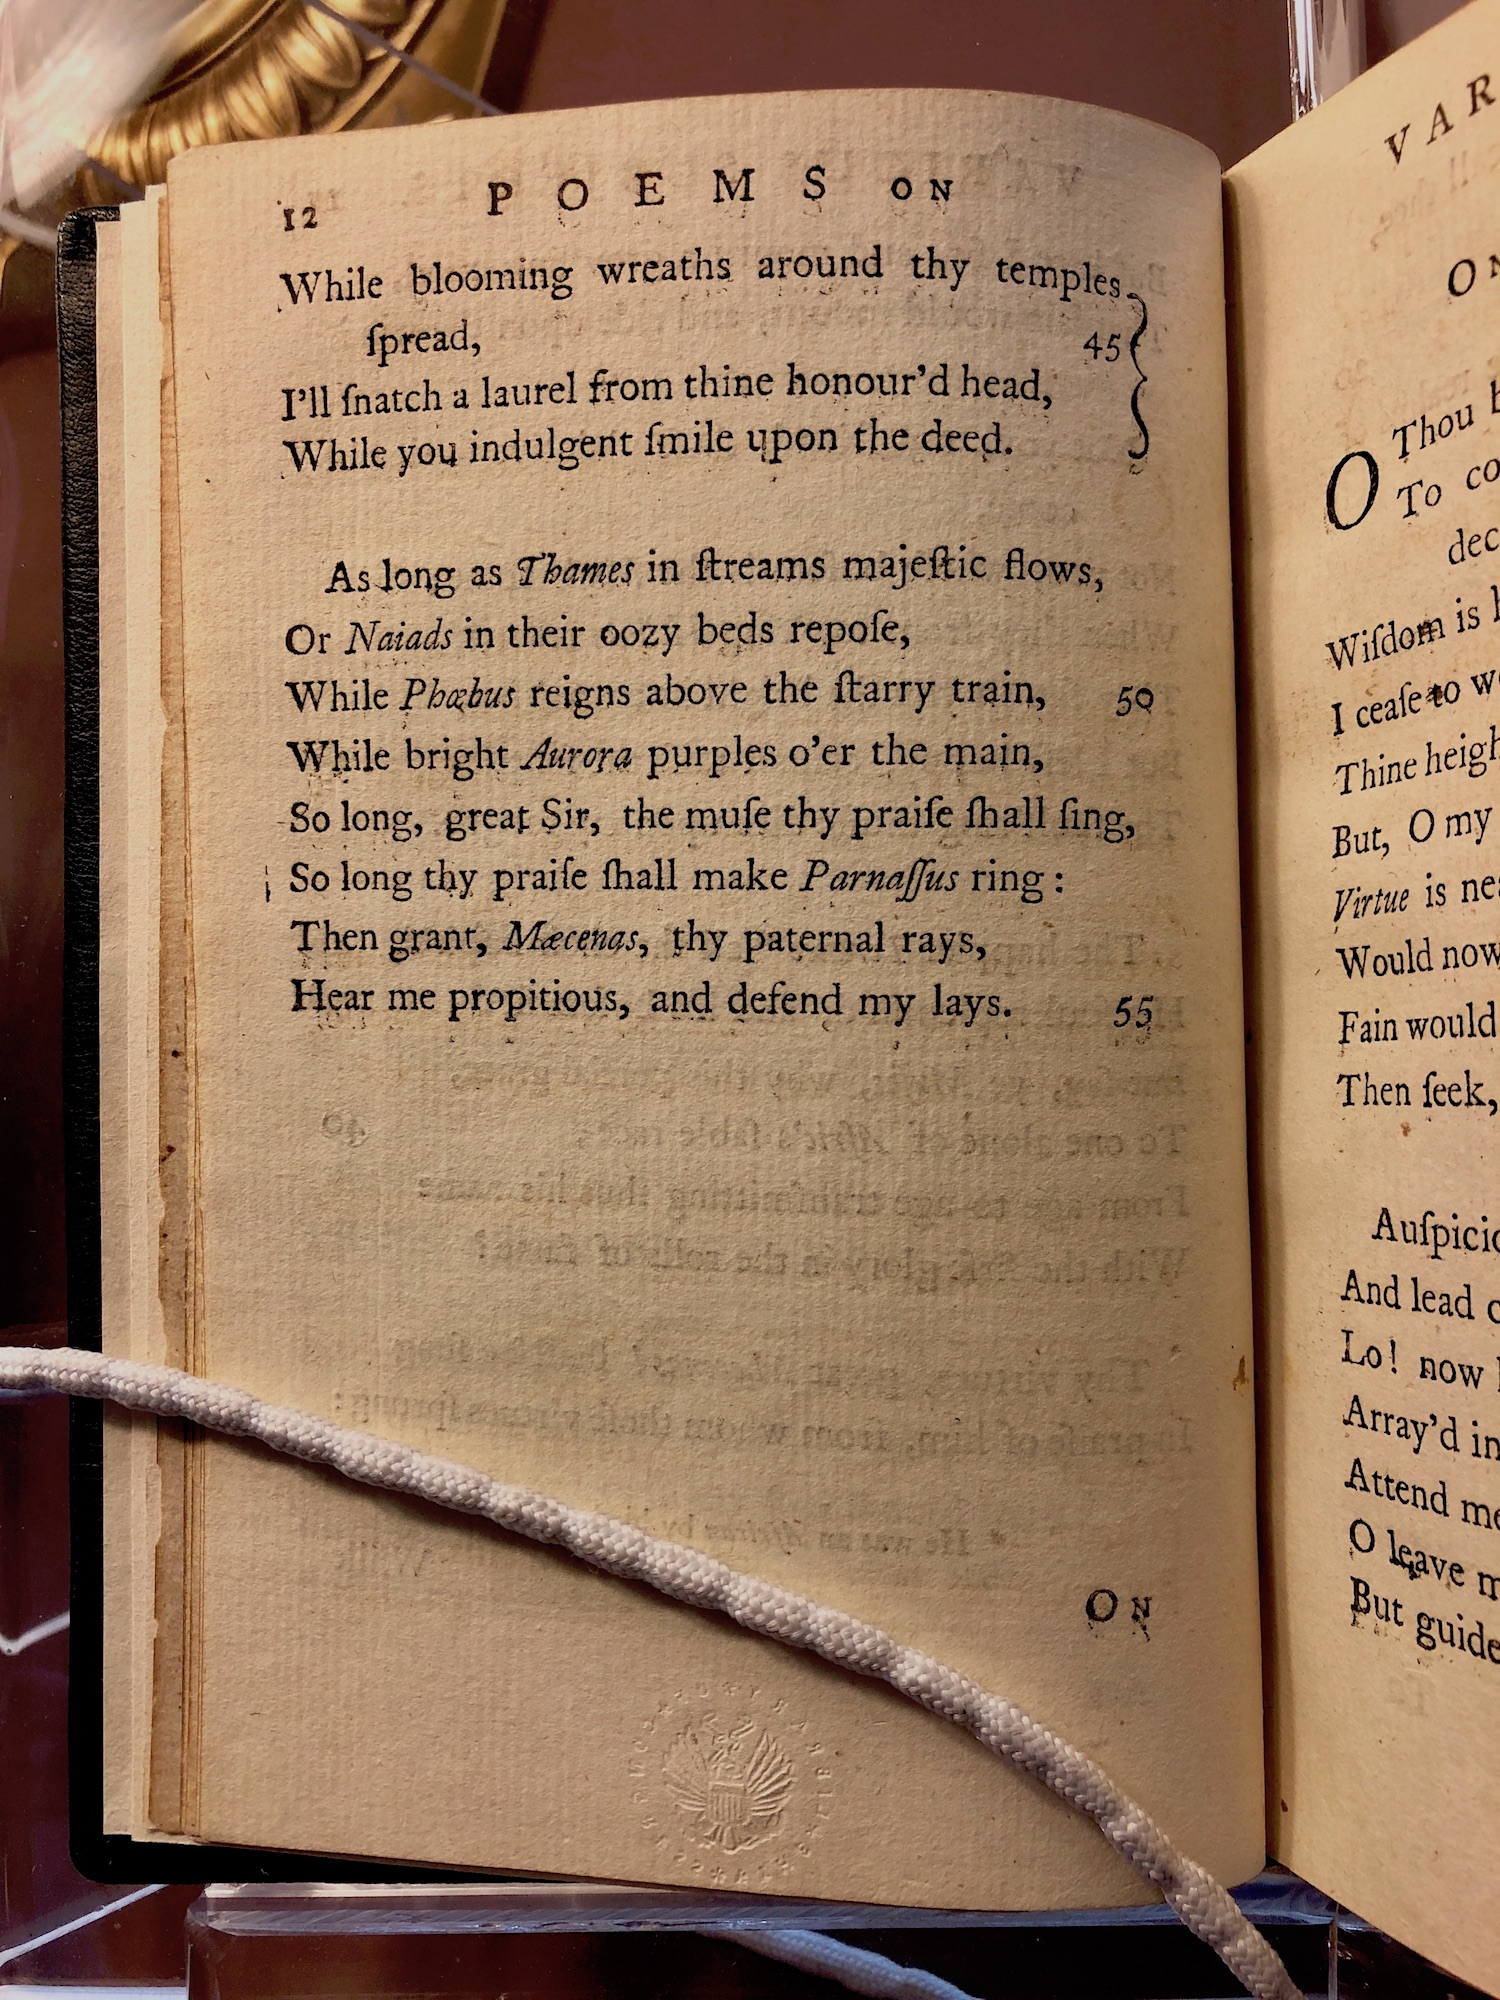 12 POEMS ON
While blooming wreaths around thy temples
ſpread, 45
I'll ſnatch a laurel from thine honour'd head,
While you indulgent ſmile upon the deed.
As long as Thames in ſtreams majeſtic flows,
Or Naiads in their oozy beds repoſe,
While Phœbus reigns above the ſtarry train, 50
While bright Aurora purples o'er the main,
So long, great Sir, the muſe thy praiſe ſhall ſing,
So long thy praiſe ſhall make Parnaſſus ring:
Then grant, Mæcenas, thy paternal rays,
Hear me propitious, and defend my lays. 55
ON
VAR
ON
O Thou
To
Wiſdom is
I ceaſe to
Thine
But, O my
Virtue is
Would now
Fain would
Then ſeek,
And lead
Lo! now
Array'd in
Attend
O leave
But guide